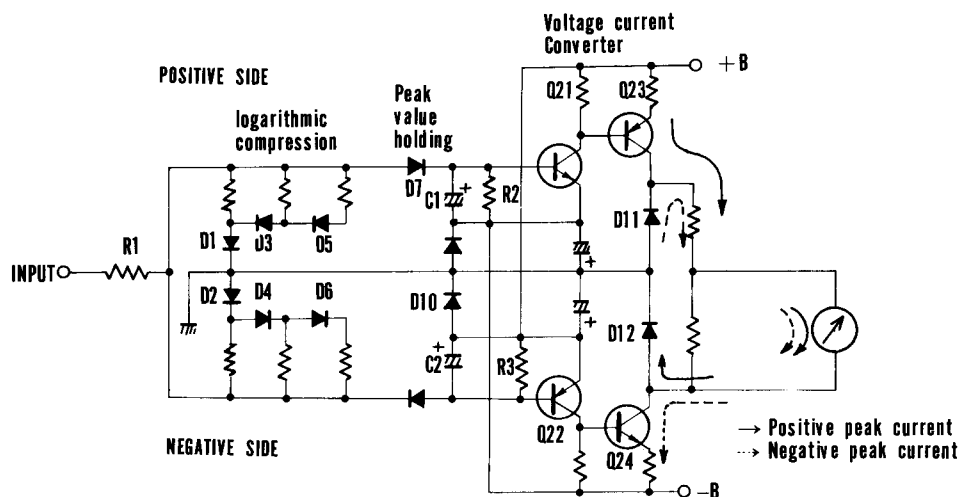 Voltage current
Converter
+B
POSITIVE SIDE
Q21
Q23
Peak
value
holding
logarithmic
compression
D7
C1
+
R2
D11
R1
D1
D3
D5
+
INPUT
D2
D4
D6
D10
+
D12
+
C2
R3
Q22
Q24
NEGATIVE SIDE
→ Positive peak current
⇢ Negative peak current
-B